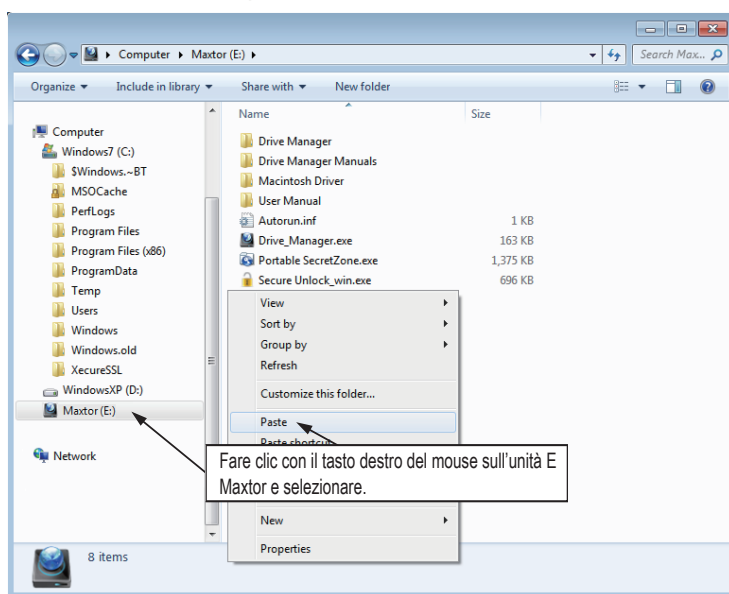 Computer ▸ Maxtor (E:) ▸
Search Max...
Organize ▾ Include in library ▾ Share with ▾ New folder
Name Size
Computer
Windows7 (C:)
$Windows.~BT
MSOCache
PerfLogs
Program Files
Program Files (x86)
ProgramData
Temp
Users
Windows
Windows.old
XecureSSL
WindowsXP (D:)
Maxtor (E:)
Network
Drive Manager
Drive Manager Manuals
Macintosh Driver
User Manual
Autorun.inf 1 KB
Drive_Manager.exe 163 KB
Portable SecretZone.exe 1,375 KB
Secure Unlock_win.exe 696 KB
View
Sort by
Group by
Refresh
Customize this folder...
Paste
Paste shortcut
Fare clic con il tasto destro del mouse sull'unità E
Maxtor e selezionare.
New
Properties
8 items